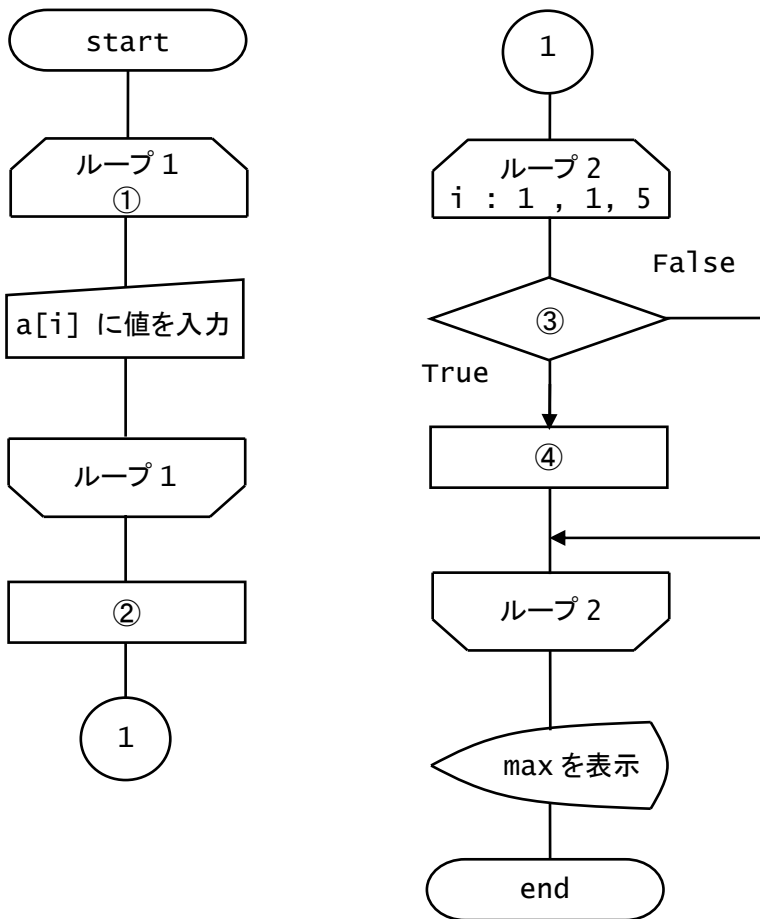 start
ループ 1
①
a[i] に値を入力
ループ 1
②
1
1
ループ 2
i : 1 , 1, 5
False
③
True
④
ループ 2
max を表示
end